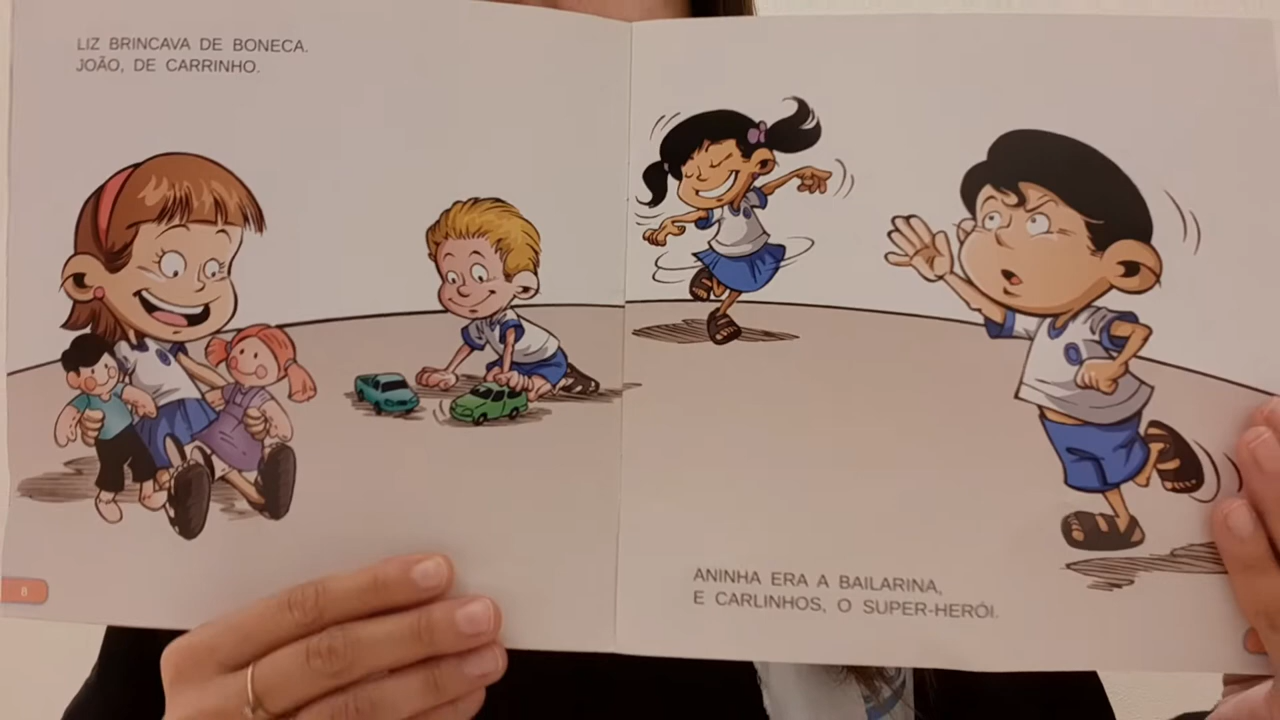 LIZ BRINCAVA DE BONECA.
JOÃO, DE CARRINHO.
8
ANINHA ERA A BAILARINA,
E CARLINHOS, O SUPER-HERÓI.